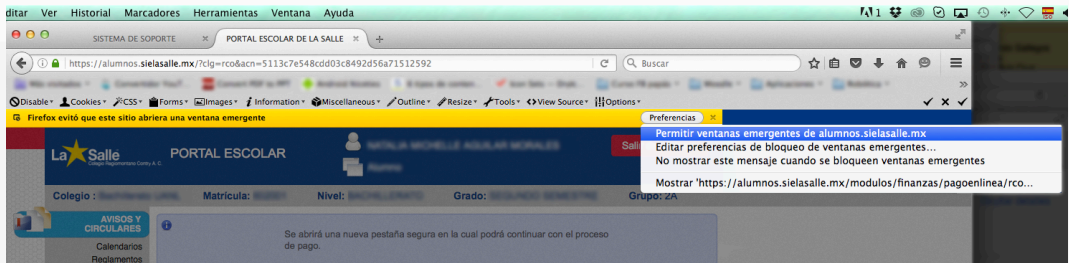 ditar Ver Historial Marcadores Herramientas Ventana Ayuda
1
SISTEMA DE SOPORTE × PORTAL ESCOLAR DE LA SALLE × +
https://alumnos.sielasalle.mx/?clg=rco&acn=5113c7e548cdd03c8492d56a71512592
Buscar
Disable Cookies CSS Forms Images Information Miscellaneous Outline Resize Tools View Source Options
Firefox evitó que este sitio abriera una ventana emergente
Preferencias ×
Permitir ventanas emergentes de alumnos.sielasalle.mx
Editar preferencias de bloqueo de ventanas emergentes...
No mostrar este mensaje cuando se bloqueen ventanas emergentes
Mostrar 'https://alumnos.sielasalle.mx/modulos/finanzas/pagoenlinea/rco...
La Salle
PORTAL ESCOLAR
Sali
Colegio :
Matrícula:
Nivel:
Grado:
Grupo: 2A
AVISOS Y
CIRCULARES
Calendarios
Reglamentos
Se abrirá una nueva pestaña segura en la cual podrá continuar con el proceso
de pago.